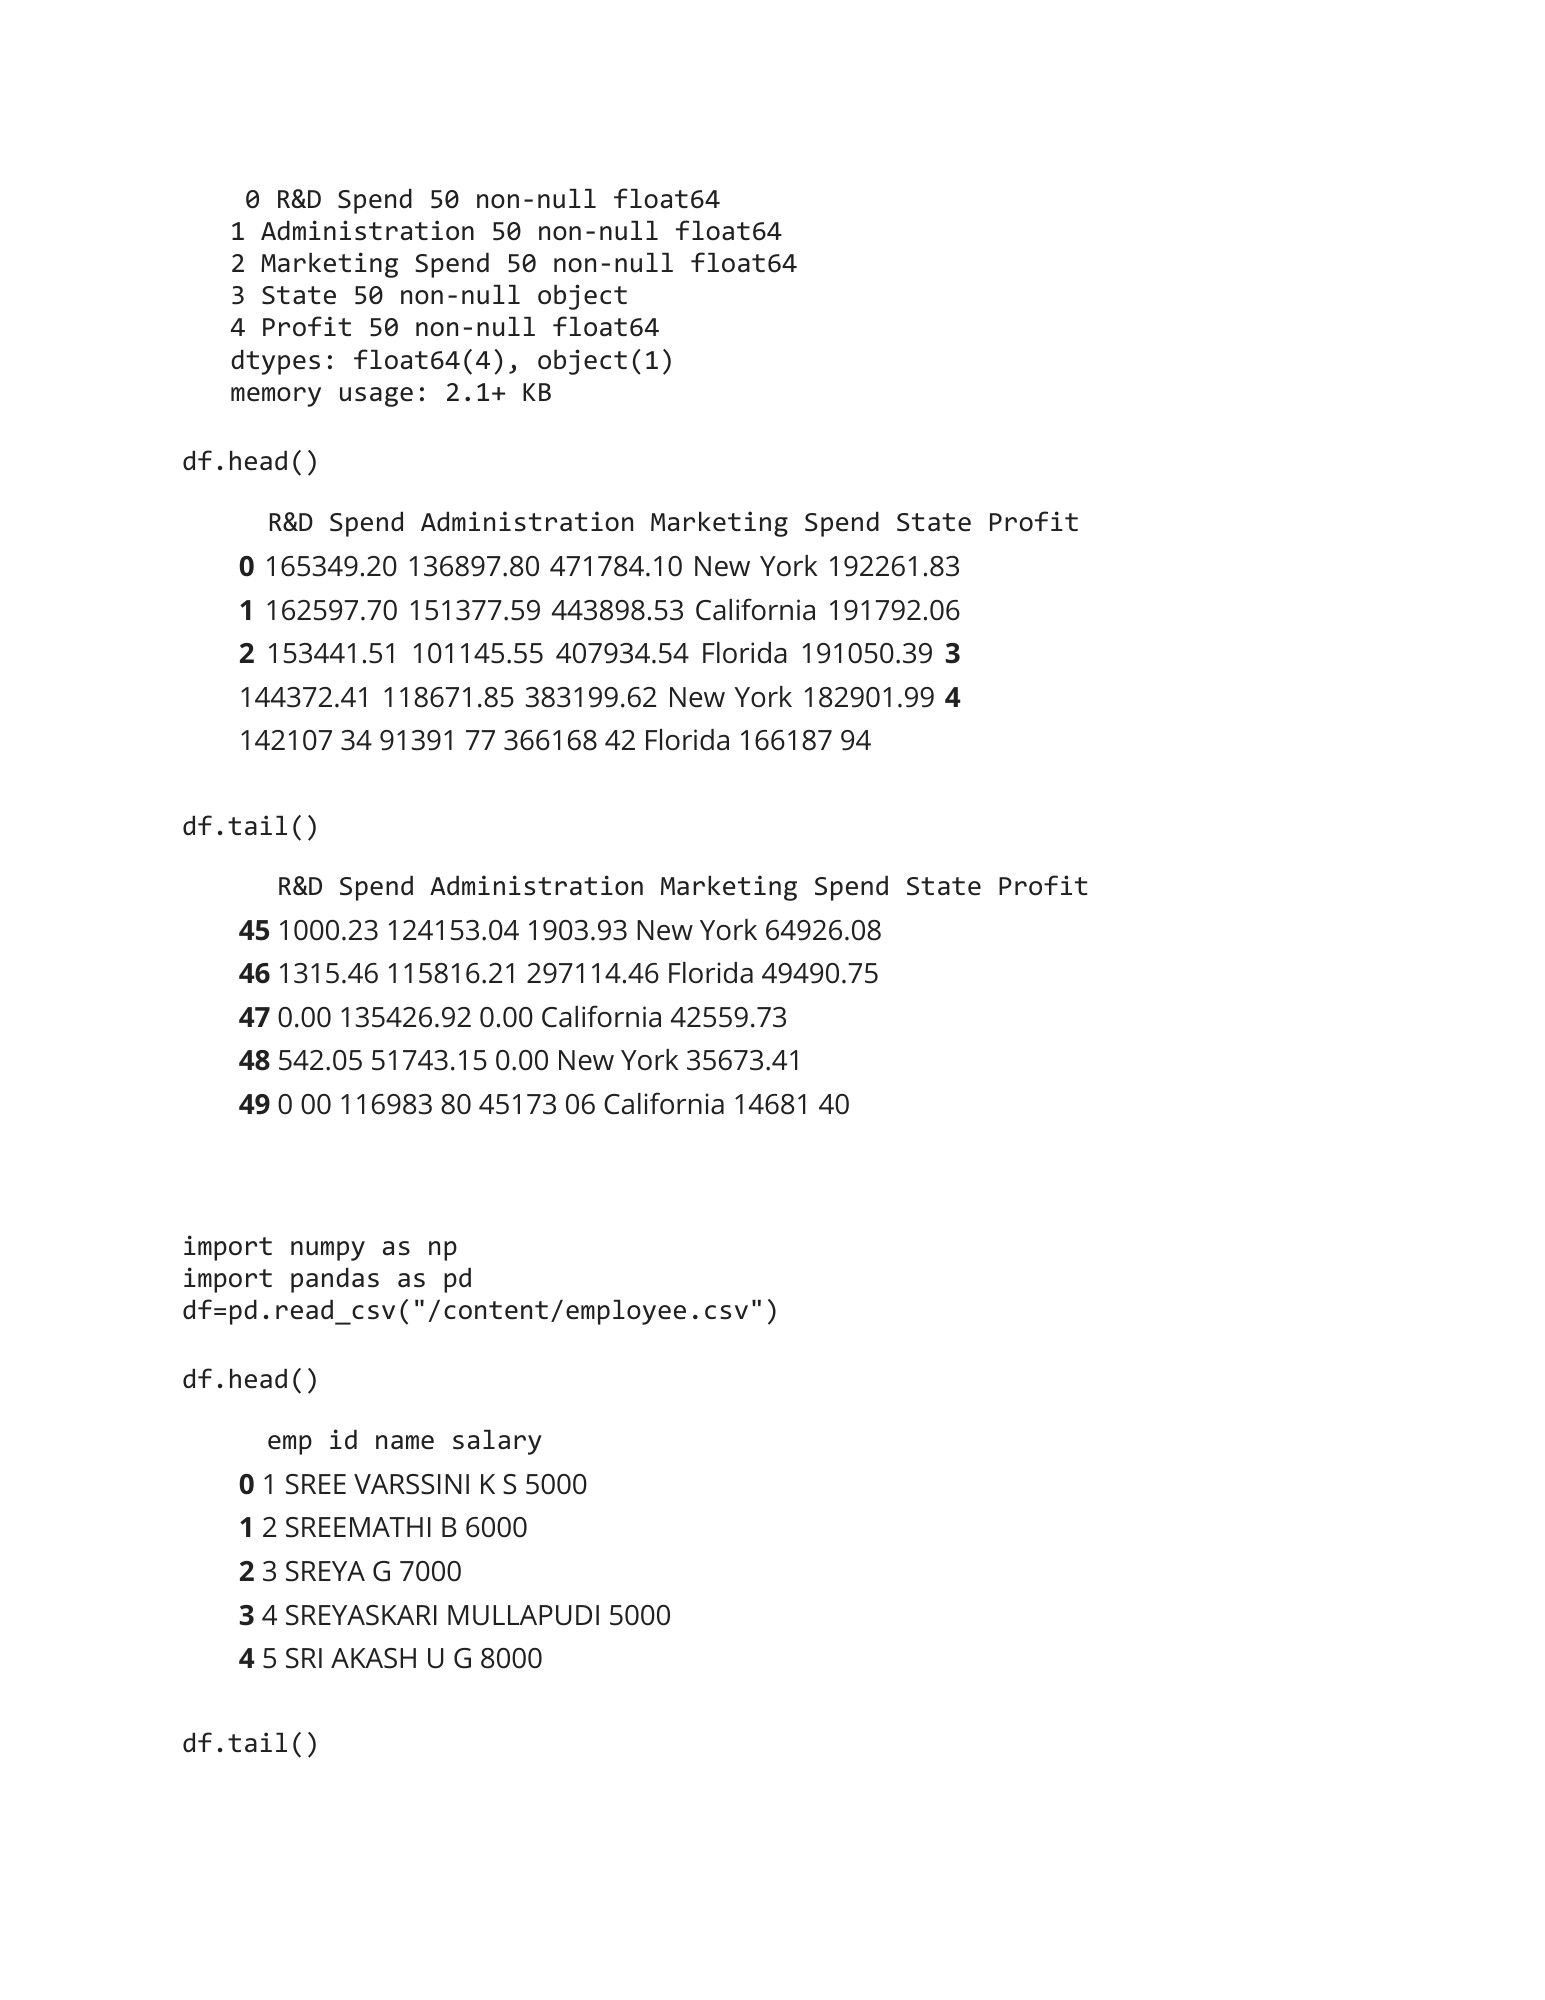 0 R&D Spend 50 non-null float64
1 Administration 50 non-null float64
2 Marketing Spend 50 non-null float64
3 State 50 non-null object
4 Profit 50 non-null float64
dtypes: float64(4), object(1)
memory usage: 2.1+ KB
df.head()
R&D Spend Administration Marketing Spend State Profit
0 165349.20 136897.80 471784.10 New York 192261.83
1 162597.70 151377.59 443898.53 California 191792.06
2 153441.51 101145.55 407934.54 Florida 191050.39 3
144372.41 118671.85 383199.62 New York 182901.99 4
142107 34 91391 77 366168 42 Florida 166187 94
df.tail()
R&D Spend Administration Marketing Spend State Profit
45 1000.23 124153.04 1903.93 New York 64926.08
46 1315.46 115816.21 297114.46 Florida 49490.75
47 0.00 135426.92 0.00 California 42559.73
48 542.05 51743.15 0.00 New York 35673.41
49 0 00 116983 80 45173 06 California 14681 40
import numpy as np
import pandas as pd
df=pd.read_csv("/content/employee.csv")
df.head()
emp id name salary
0 1 SREE VARSSINI K S 5000
1 2 SREEMATHI B 6000
2 3 SREYA G 7000
3 4 SREYASKARI MULLAPUDI 5000
4 5 SRI AKASH U G 8000
df.tail()